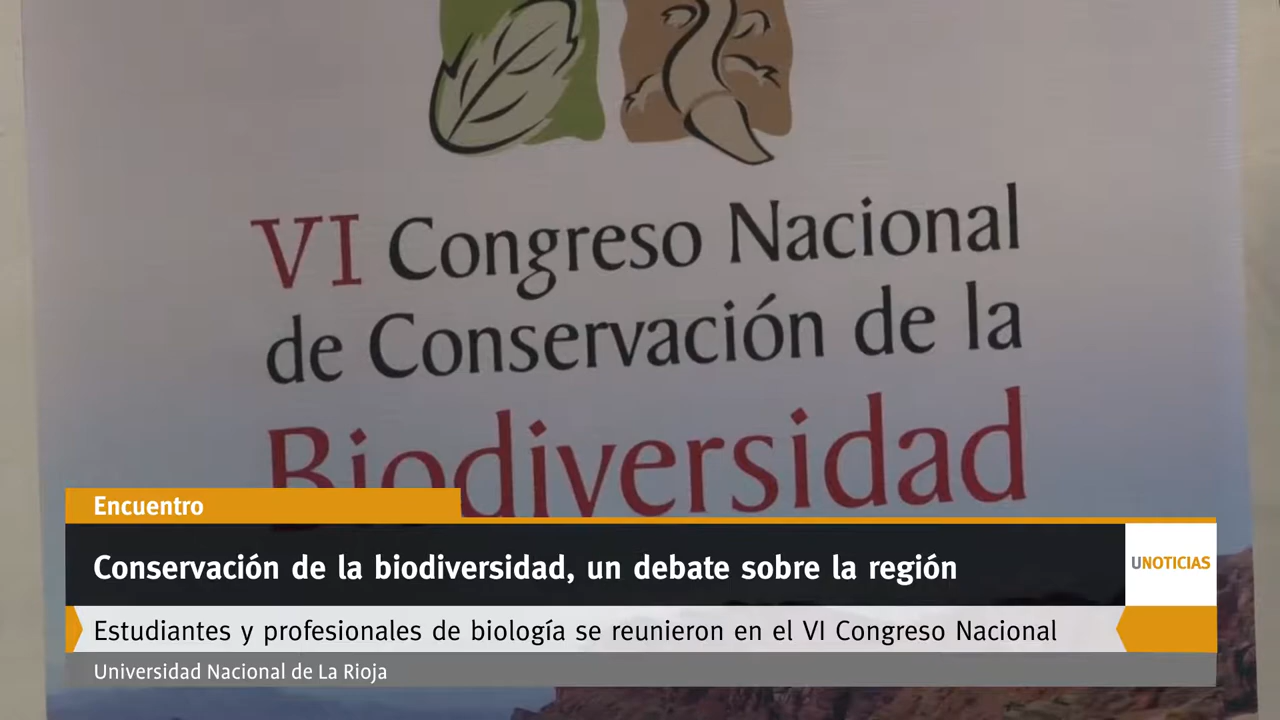 VI Congreso Nacional
de Conservación de la
Biodiversidad
Encuentro
Conservación de la biodiversidad, un debate sobre la región
UNOTICIAS
Estudiantes y profesionales de biología se reunieron en el VI Congreso Nacional
Universidad Nacional de La Rioja